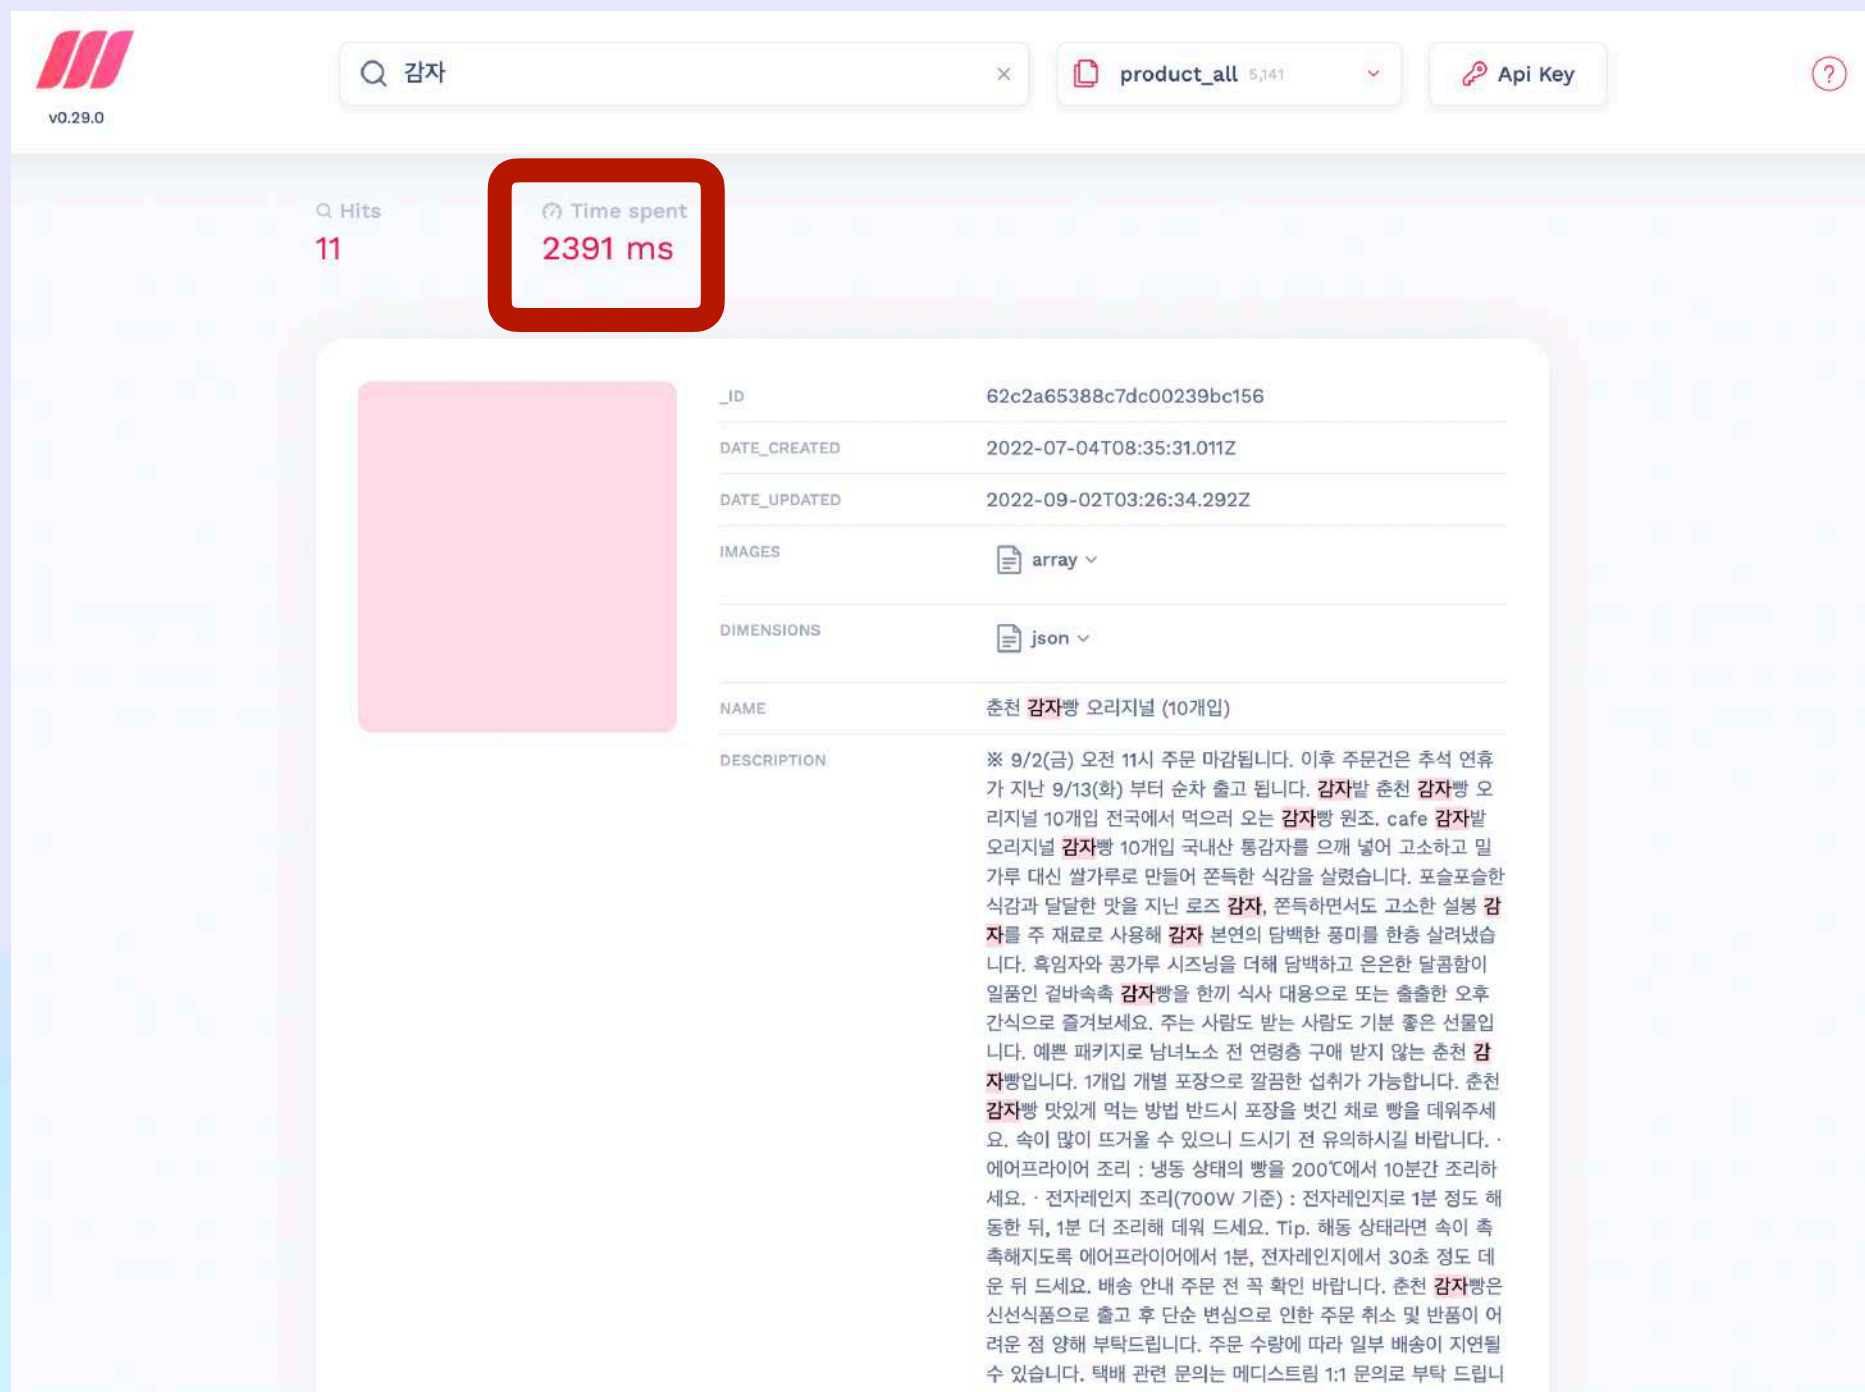 감자
product_all 5,141
Api Key
?
v0.29.0
Hits
Time spent
11
2391 ms
_ID
62c2a65388c7dc00239bc156
DATE_CREATED
2022-07-04T08:35:31.011Z
DATE_UPDATED
2022-09-02T03:26:34.292Z
IMAGES
array
DIMENSIONS
json
NAME
춘천 감자빵 오리지널 (10개입)
DESCRIPTION
※ 9/2(금) 오전 11시 주문 마감됩니다. 이후 주문건은 추석 연휴
가 지난 9/13(화) 부터 순차 출고 됩니다. 감자밭 춘천 감자빵 오
리지널 10개입 전국에서 먹으러 오는 감자빵 원조. cafe 감자밭
오리지널 감자빵 10개입 국내산 통감자를 으깨 넣어 고소하고 밀
가루 대신 쌀가루로 만들어 쫀득한 식감을 살렸습니다. 포슬포슬한
식감과 달달한 맛을 지닌 로즈 감자, 쫀득하면서도 고소한 설봉 감
자를 주 재료로 사용해 감자 본연의 담백한 풍미를 한층 살려냈습
니다. 흑임자와 콩가루 시즈닝을 더해 담백하고 은은한 달콤함이
일품인 겉바속촉 감자빵을 한끼 식사 대용으로 또는 출출한 오후
간식으로 즐겨보세요. 주는 사람도 받는 사람도 기분 좋은 선물입
니다. 예쁜 패키지로 남녀노소 전 연령층 구애 받지 않는 춘천 감
자빵입니다. 1개입 개별 포장으로 깔끔한 섭취가 가능합니다. 춘천
감자빵 맛있게 먹는 방법 반드시 포장을 벗긴 채로 빵을 데워주세
요. 속이 많이 뜨거울 수 있으니 드시기 전 유의하시길 바랍니다. ·
에어프라이어 조리 : 냉동 상태의 빵을 200℃에서 10분간 조리하
세요. · 전자레인지 조리(700W 기준) : 전자레인지로 1분 정도 해
동한 뒤, 1분 더 조리해 데워 드세요. Tip. 해동 상태라면 속이 촉
촉해지도록 에어프라이어에서 1분, 전자레인지에서 30초 정도 데
운 뒤 드세요. 배송 안내 주문 전 꼭 확인 바랍니다. 춘천 감자빵은
신선식품으로 출고 후 단순 변심으로 인한 주문 취소 및 반품이 어
려운 점 양해 부탁드립니다. 주문 수량에 따라 일부 배송이 지연될
수 있습니다. 택배 관련 문의는 메디스트림 1:1 문의로 부탁 드립니